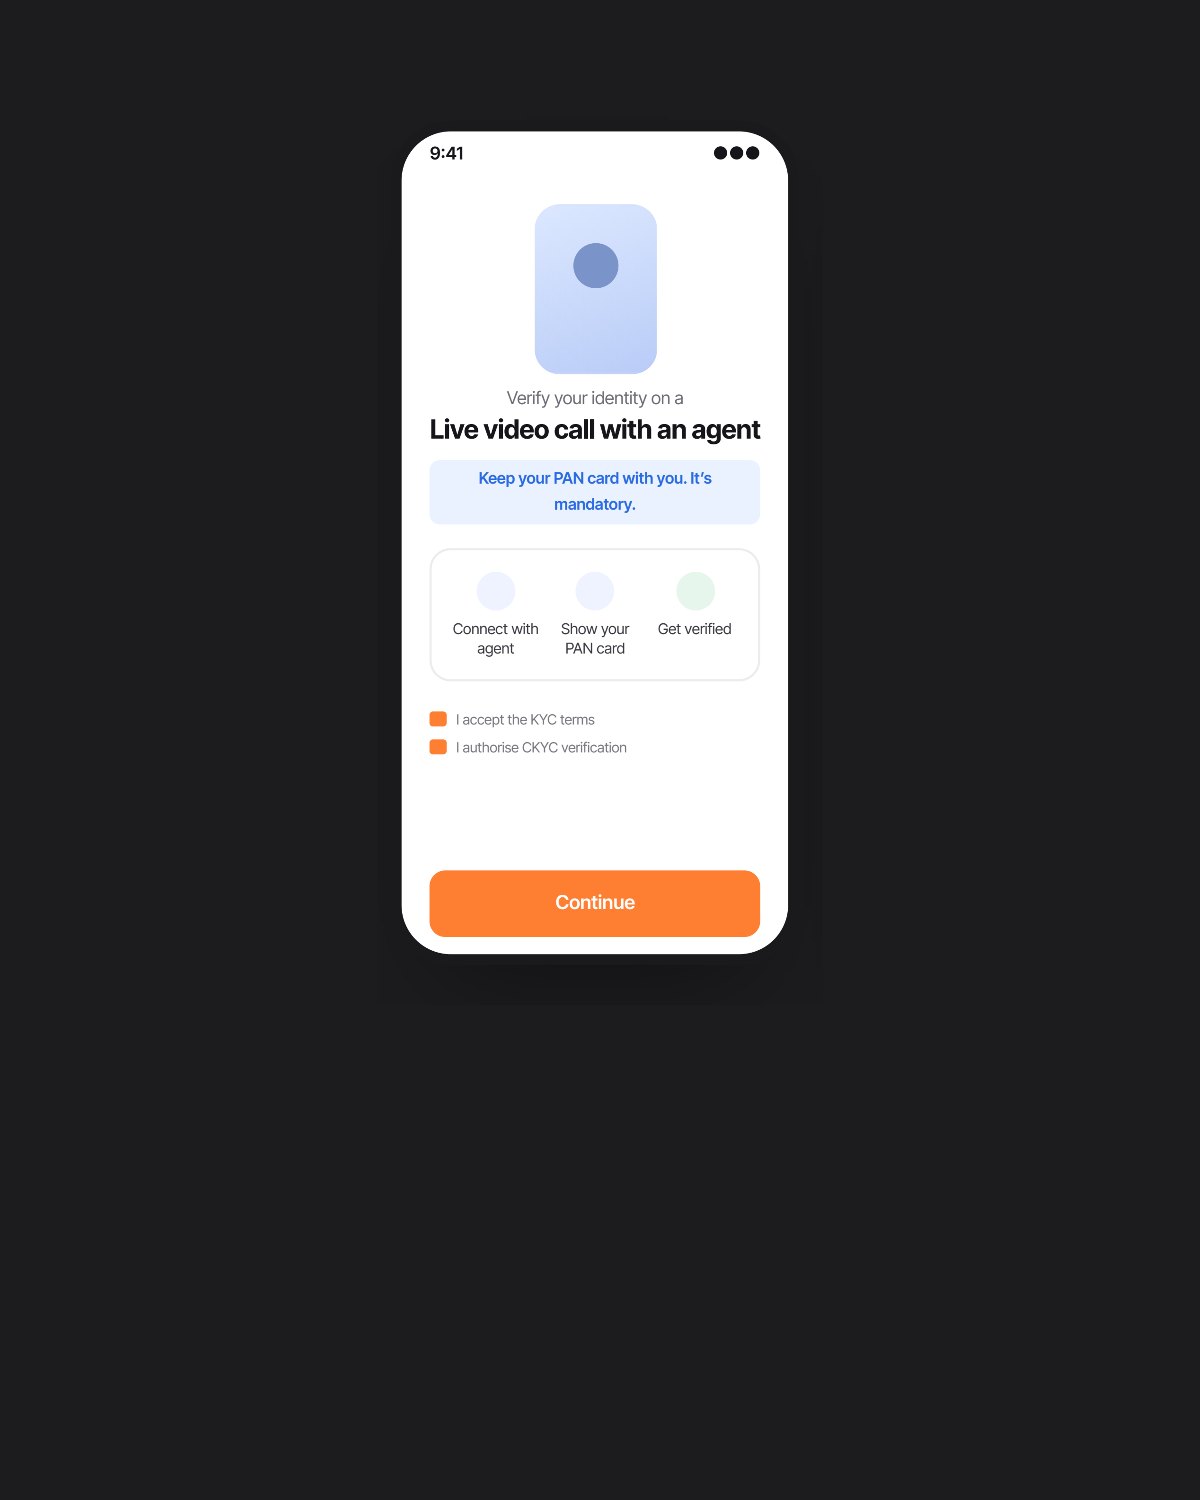 9:41
Verify your identity on a
Live video call with an agent
Keep your PAN card with you. It’s
mandatory.
Connect with
agent
Show your
PAN card
Get verified
I accept the KYC terms
I authorise CKYC verification
Continue